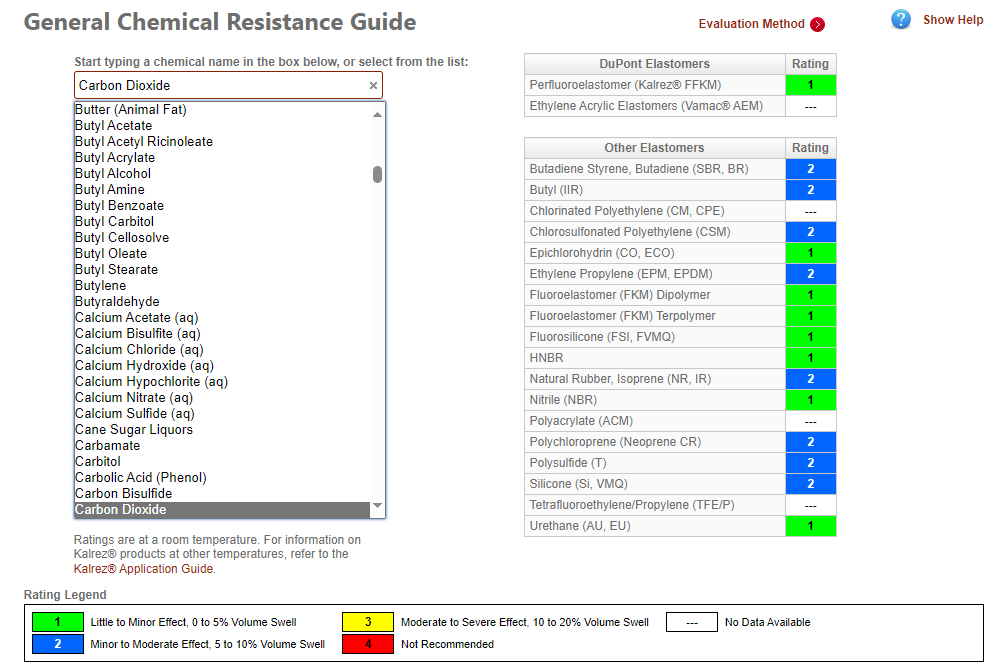 General Chemical Resistance Guide
Evaluation Method
? Show Help
Start typing a chemical name in the box below, or select from the list:
Carbon Dioxide ×
Butter (Animal Fat)
Butyl Acetate
Butyl Acetyl Ricinoleate
Butyl Acrylate
Butyl Alcohol
Butyl Amine
Butyl Benzoate
Butyl Carbitol
Butyl Cellosolve
Butyl Oleate
Butyl Stearate
Butylene
Butyraldehyde
Calcium Acetate (aq)
Calcium Bisulfite (aq)
Calcium Chloride (aq)
Calcium Hydroxide (aq)
Calcium Hypochlorite (aq)
Calcium Nitrate (aq)
Calcium Sulfide (aq)
Cane Sugar Liquors
Carbamate
Carbitol
Carbolic Acid (Phenol)
Carbon Bisulfide
Carbon Dioxide
Ratings are at a room temperature. For information on
Kalrez® products at other temperatures, refer to the
Kalrez® Application Guide.
DuPont Elastomers Rating
Perfluoroelastomer (Kalrez® FFKM) 1
Ethylene Acrylic Elastomers (Vamac® AEM) ---
Other Elastomers Rating
Butadiene Styrene, Butadiene (SBR, BR) 2
Butyl (IIR) 2
Chlorinated Polyethylene (CM, CPE) ---
Chlorosulfonated Polyethylene (CSM) 2
Epichlorohydrin (CO, ECO) 1
Ethylene Propylene (EPM, EPDM) 2
Fluoroelastomer (FKM) Dipolymer 1
Fluoroelastomer (FKM) Terpolymer 1
Fluorosilicone (FSI, FVMQ) 1
HNBR 1
Natural Rubber, Isoprene (NR, IR) 2
Nitrile (NBR) 1
Polyacrylate (ACM) ---
Polychloroprene (Neoprene CR) 2
Polysulfide (T) 2
Silicone (Si, VMQ) 2
Tetrafluoroethylene/Propylene (TFE/P) ---
Urethane (AU, EU) 1
Rating Legend
1 Little to Minor Effect, 0 to 5% Volume Swell
3 Moderate to Severe Effect, 10 to 20% Volume Swell
--- No Data Available
2 Minor to Moderate Effect, 5 to 10% Volume Swell
4 Not Recommended